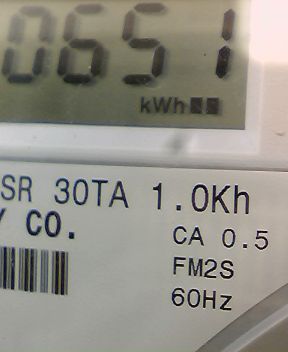 0651
kWh
SR 30TA 1.0Kh
Y CO.
CA 0.5
FM2S
60Hz